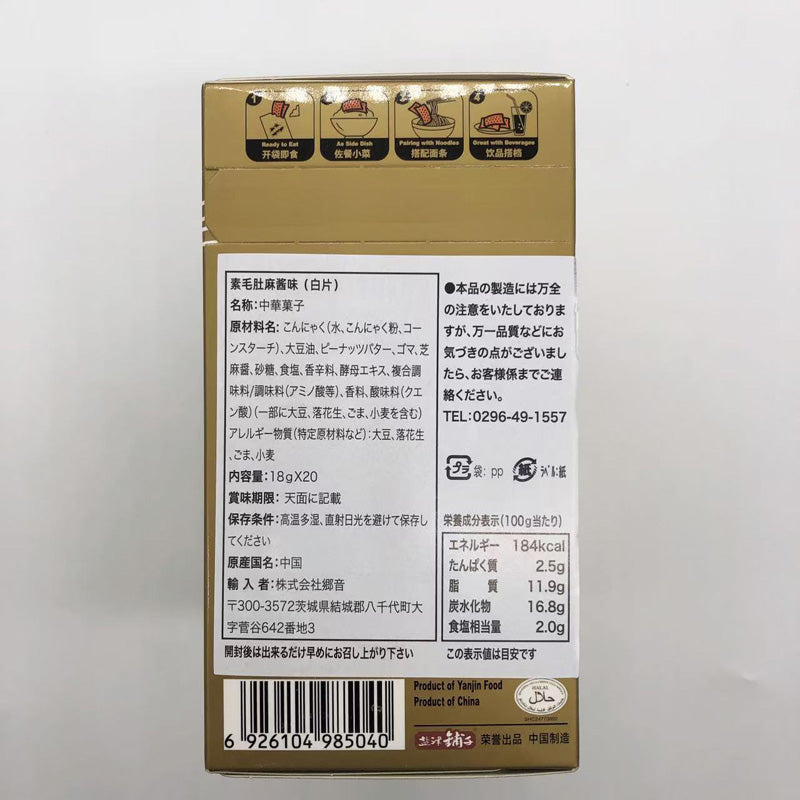 1
Ready to Eat
开袋即食
As Side Dish
佐餐小菜
Pairing with Noodles
搭配面条
4
Great with Beverages
饮品搭档
素毛肚麻酱味（白片）
名称：中華菓子
原材料名：こんにゃく（水、こんにゃく粉、コー
ンスターチ）、大豆油、ピーナッツバター、ゴマ、芝
麻醤、砂糖、食塩、香辛料、酵母エキス、複合調
味料/調味料（アミノ酸等）、香料、酸味料（クエ
ン酸）（一部に大豆、落花生、ごま、小麦を含む）
アレルギー物質（特定原材料など）：大豆、落花生
、ごま、小麦
内容量：18gX20
賞味期限： 天面に記載
保存条件：高温多湿、直射日光を避けて保存し
てください
原産国名：中国
輸 入 者：株式会社郷音
〒300-3572茨城県結城郡八千代町大
字菅谷642番地3
開封後は出来るだけ早めにお召し上がり下さい
●本品の製造には万全
の注意をいたしておりま
すが、万一品質などにお
気づきの点がございまし
たら、お客様係までご連
絡ください。
TEL:0296-49-1557
プラ 袋: pp 紙 ラベル:紙
栄養成分表示（100g当たり）
エネルギー 184kcal
たんぱく質 2.5g
脂 質 11.9g
炭水化物 16.8g
食塩相当量 2.0g
この表示値は目安です
6 926104 985040
Product of Yanjin Food
Product of China
HALAL
حلال
盐津铺子 荣誉出品 中国制造